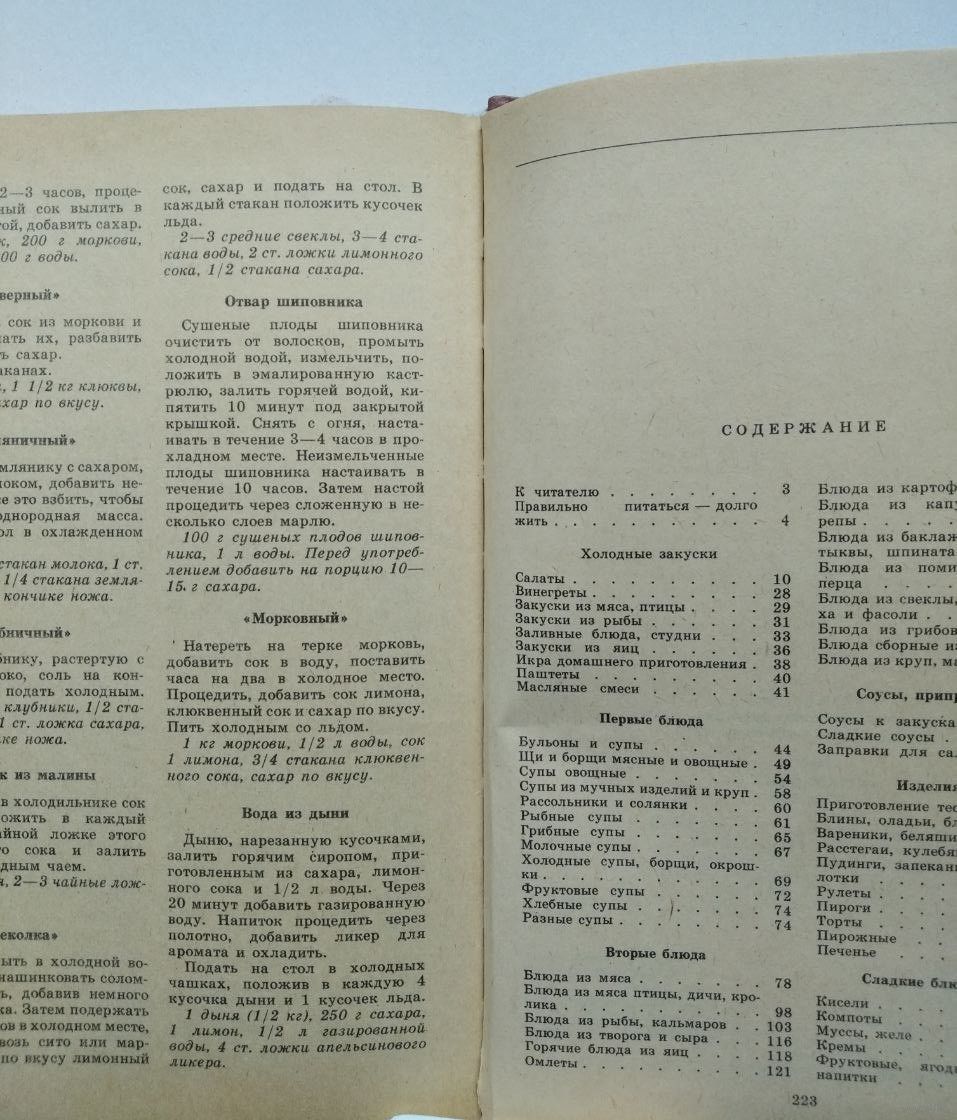 2—3 часов, проце-
ный сок вылить в
той, добавить сахар.
200 г моркови,
00 г воды.
верный»
сок из моркови и
ать их, разбавить
ть сахар.
аканах.
1 1/2 кг клюквы,
хар по вкусу.
яничный»
млянику с сахаром,
локом, добавить не-
се это взбить, чтобы
однородная масса.
ол в охлажденном
стакан молока, 1 ст.
1/4 стакана земля-
кончике ножа.
бничный»
бнику, растертую с
око, соль на кон-
подать холодным.
клубники, 1/2 ста-
1 ст. ложка сахара,
ке ножа.
к из малины
в холодильнике сок
ожить в каждый
айной ложке этого
го сока и залить
дным чаем.
2—3 чайные лож-
еколка»
ыть в холодной во-
нашинковать солом-
ь, добавив немного
ка. Затем подержать
ов в холодном месте,
возь сито или мар-
по вкусу лимонный
сок, сахар и подать на стол. В
каждый стакан положить кусочек
льда.
2—3 средние свеклы, 3—4 ста-
кана воды, 2 ст. ложки лимонного
сока, 1/2 стакана сахара.
Отвар шиповника
Сушеные плоды шиповника
очистить от волосков, промыть
холодной водой, измельчить, по-
ложить в эмалированную каст-
рюлю, залить горячей водой, ки-
пятить 10 минут под закрытой
крышкой. Снять с огня, наста-
ивать в течение 3—4 часов в про-
хладном месте. Неизмельченные
плоды шиповника настаивать в
течение 10 часов. Затем настой
процедить через сложенную в не-
сколько слоев марлю.
100 г сушеных плодов шипов-
ника, 1 л воды. Перед употреб-
лением добавить на порцию 10—
15 г сахара.
«Морковный»
Натереть на терке морковь,
добавить сок в воду, поставить
часа на два в холодное место.
Процедить, добавить сок лимона,
клюквенный сок и сахар по вкусу.
Пить холодным со льдом.
1 кг моркови, 1/2 л воды, сок
1 лимона, 3/4 стакана клюквен-
ного сока, сахар по вкусу.
Вода из дыни
Дыню, нарезанную кусочками,
залить горячим сиропом, при-
готовленным из сахара, лимон-
ного сока и 1/2 л воды. Через
20 минут добавить газированную
воду. Напиток процедить через
полотно, добавить ликер для
аромата и охладить.
Подать на стол в холодных
чашках, положив в каждую 4
кусочка дыни и 1 кусочек льда.
1 дыня (1/2 кг), 250 г сахара,
1 лимон, 1/2 л газированной
воды, 4 ст. ложки апельсинового
ликера.
СОДЕРЖАНИЕ
К читателю . . . . . . . . 3
Правильно питаться — долго
жить . . . . . . . . . . . 4
Холодные закуски
Салаты . . . . . . . . . . 10
Винегреты . . . . . . . . . 28
Закуски из мяса, птицы . . . . 29
Закуски из рыбы . . . . . . 31
Заливные блюда, студни . . . 33
Закуски из яиц . . . . . . . 36
Икра домашнего приготовления . 38
Паштеты . . . . . . . . . 40
Масляные смеси . . . . . . 41
Первые блюда
Бульоны и супы . . . . . . 44
Щи и борщи мясные и овощные . 49
Супы овощные . . . . . . . 54
Супы из мучных изделий и круп . 58
Рассольники и солянки . . . . 60
Рыбные супы . . . . . . . 61
Грибные супы . . . . . . . 65
Молочные супы . . . . . . . 67
Холодные супы, борщи, окрош-
ки . . . . . . . . . . . . 69
Фруктовые супы . . . . . . 72
Хлебные супы . . . . . . . 74
Разные супы . . . . . . . . 74
Вторые блюда
Блюда из мяса . . . . . . . 78
Блюда из мяса птицы, дичи, кро-
лика . . . . . . . . . . . 98
Блюда из рыбы, кальмаров . . 103
Блюда из творога и сыра . . . 116
Горячие блюда из яиц . . . . 118
Омлеты . . . . . . . . . . 121
Блюда из картоф
Блюда из капу
репы . . . .
Блюда из баклаж
тыквы, шпината
Блюда из поми
перца . . . .
Блюда из свеклы,
ха и фасоли . .
Блюда из грибов
Блюда сборные из
Блюда из круп, ма
Соусы, припр
Соусы к закуска
Сладкие соусы .
Заправки для сал
Изделия
Приготовление тес
Блины, оладьи, бл
Вареники, беляши
Расстегаи, кулебя
Пудинги, запекан
лотки . . . .
Рулеты . . . .
Пироги . . . .
Торты . . . .
Пирожные . .
Печенье . . .
Сладкие блю
Кисели . . . .
Компоты . . .
Муссы, желе . .
Кремы . . . .
Фруктовые, ягодн
напитки . . .
223